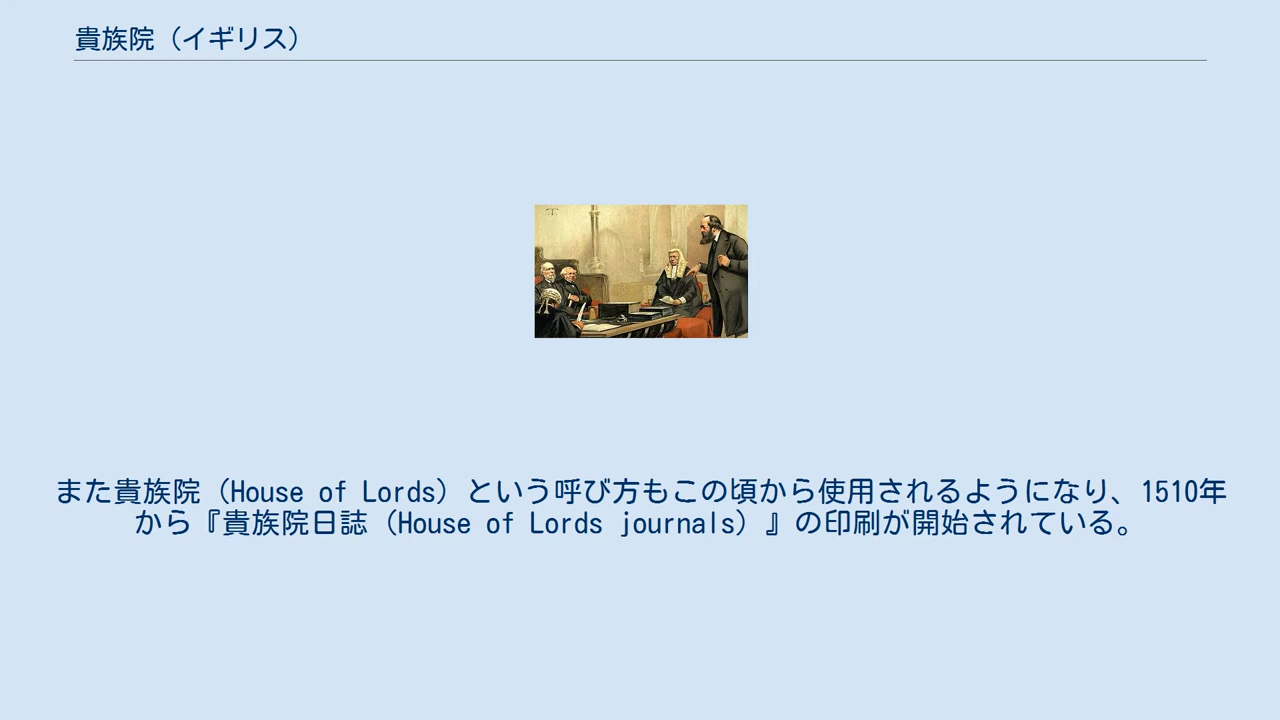 貴族院（イギリス）
また貴族院（House of Lords）という呼び方もこの頃から使用されるようになり、1510年
から『貴族院日誌（House of Lords journals）』の印刷が開始されている。